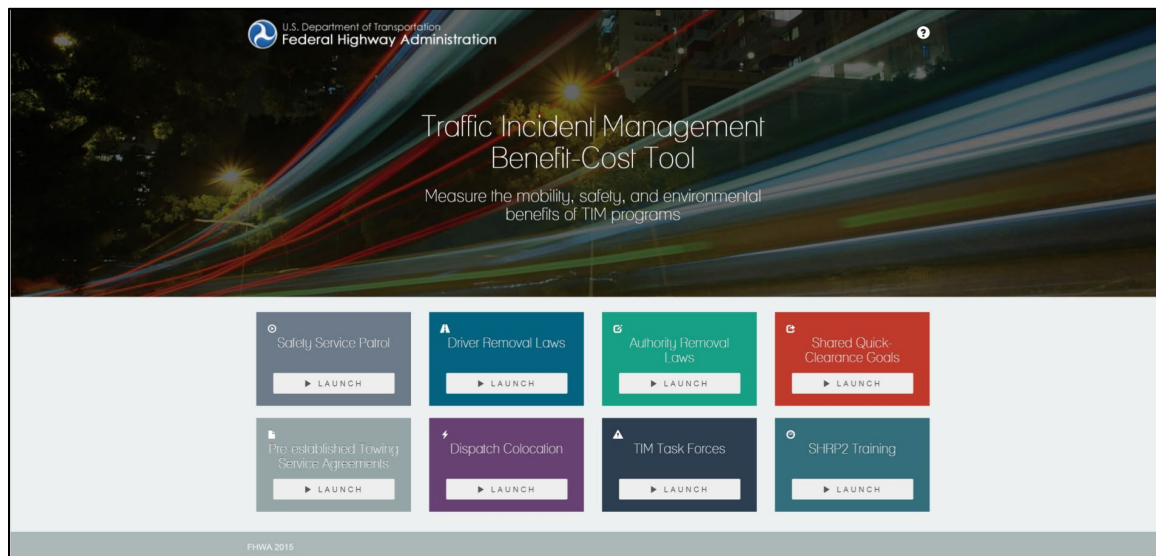 U.S. Department of Transportation
Federal Highway Administration
?
Traffic Incident Management
Benefit-Cost Tool
Measure the mobility, safety, and environmental
benefits of TIM programs
Safety Service Patrol
LAUNCH
Driver Removal Laws
LAUNCH
Authority Removal
Laws
LAUNCH
Shared Quick-
Clearance Goals
LAUNCH
Pre-established Towing
Service Agreements
LAUNCH
Dispatch Colocation
LAUNCH
TIM Task Forces
LAUNCH
SHRP2 Training
LAUNCH
FHWA 2015